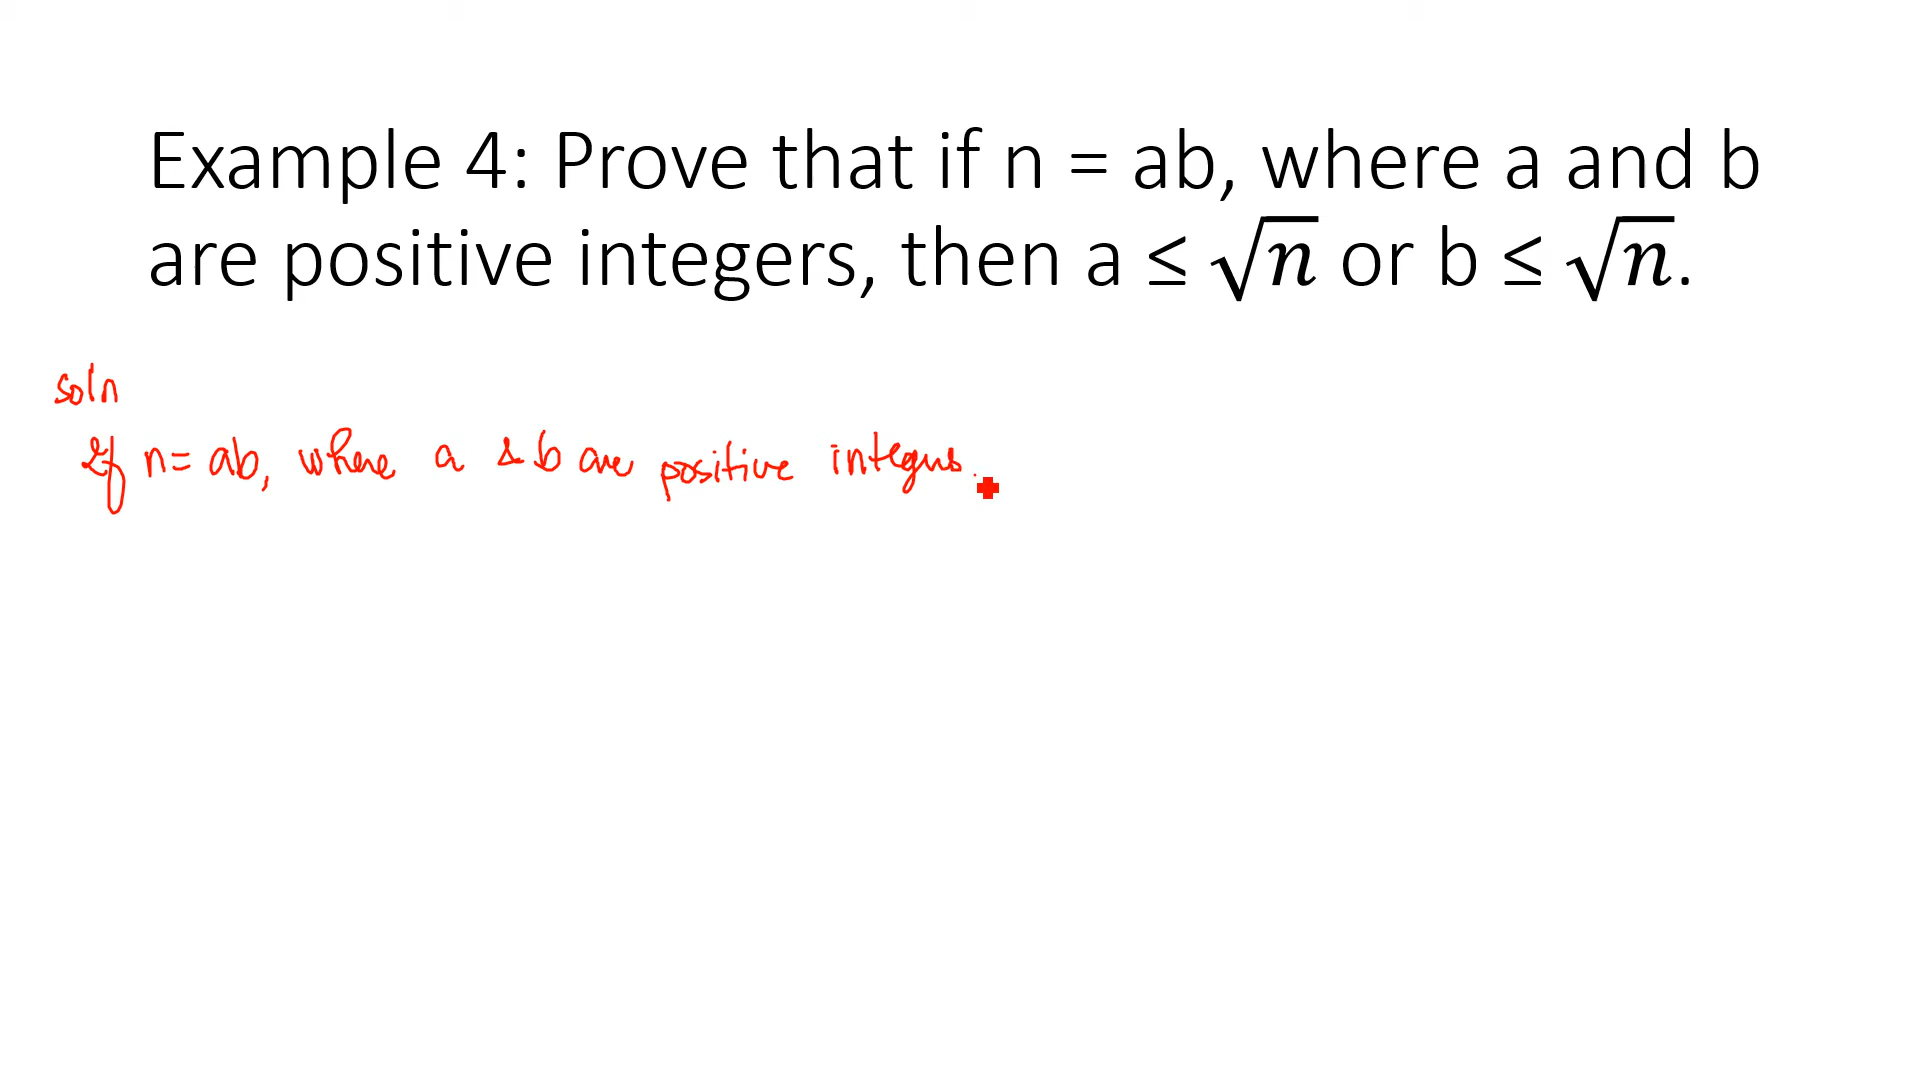 Example 4: Prove that if n = ab, where a and b
are positive integers, then a ≤ √n or b ≤ √n.
soln
If n = ab, where a & b are positive integers.